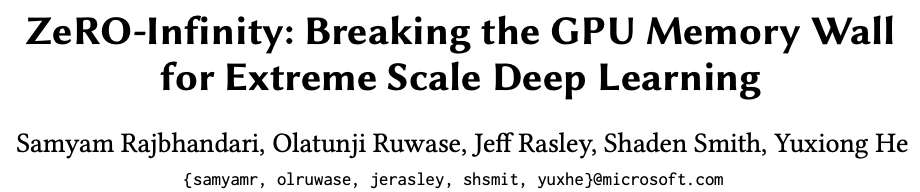 ZeRO-Infinity: Breaking the GPU Memory Wall
for Extreme Scale Deep Learning
Samyam Rajbhandari, Olatunji Ruwase, Jeff Rasley, Shaden Smith, Yuxiong He
{samyamr, olruwase, jerasley, shsmit, yuxhe}@microsoft.com